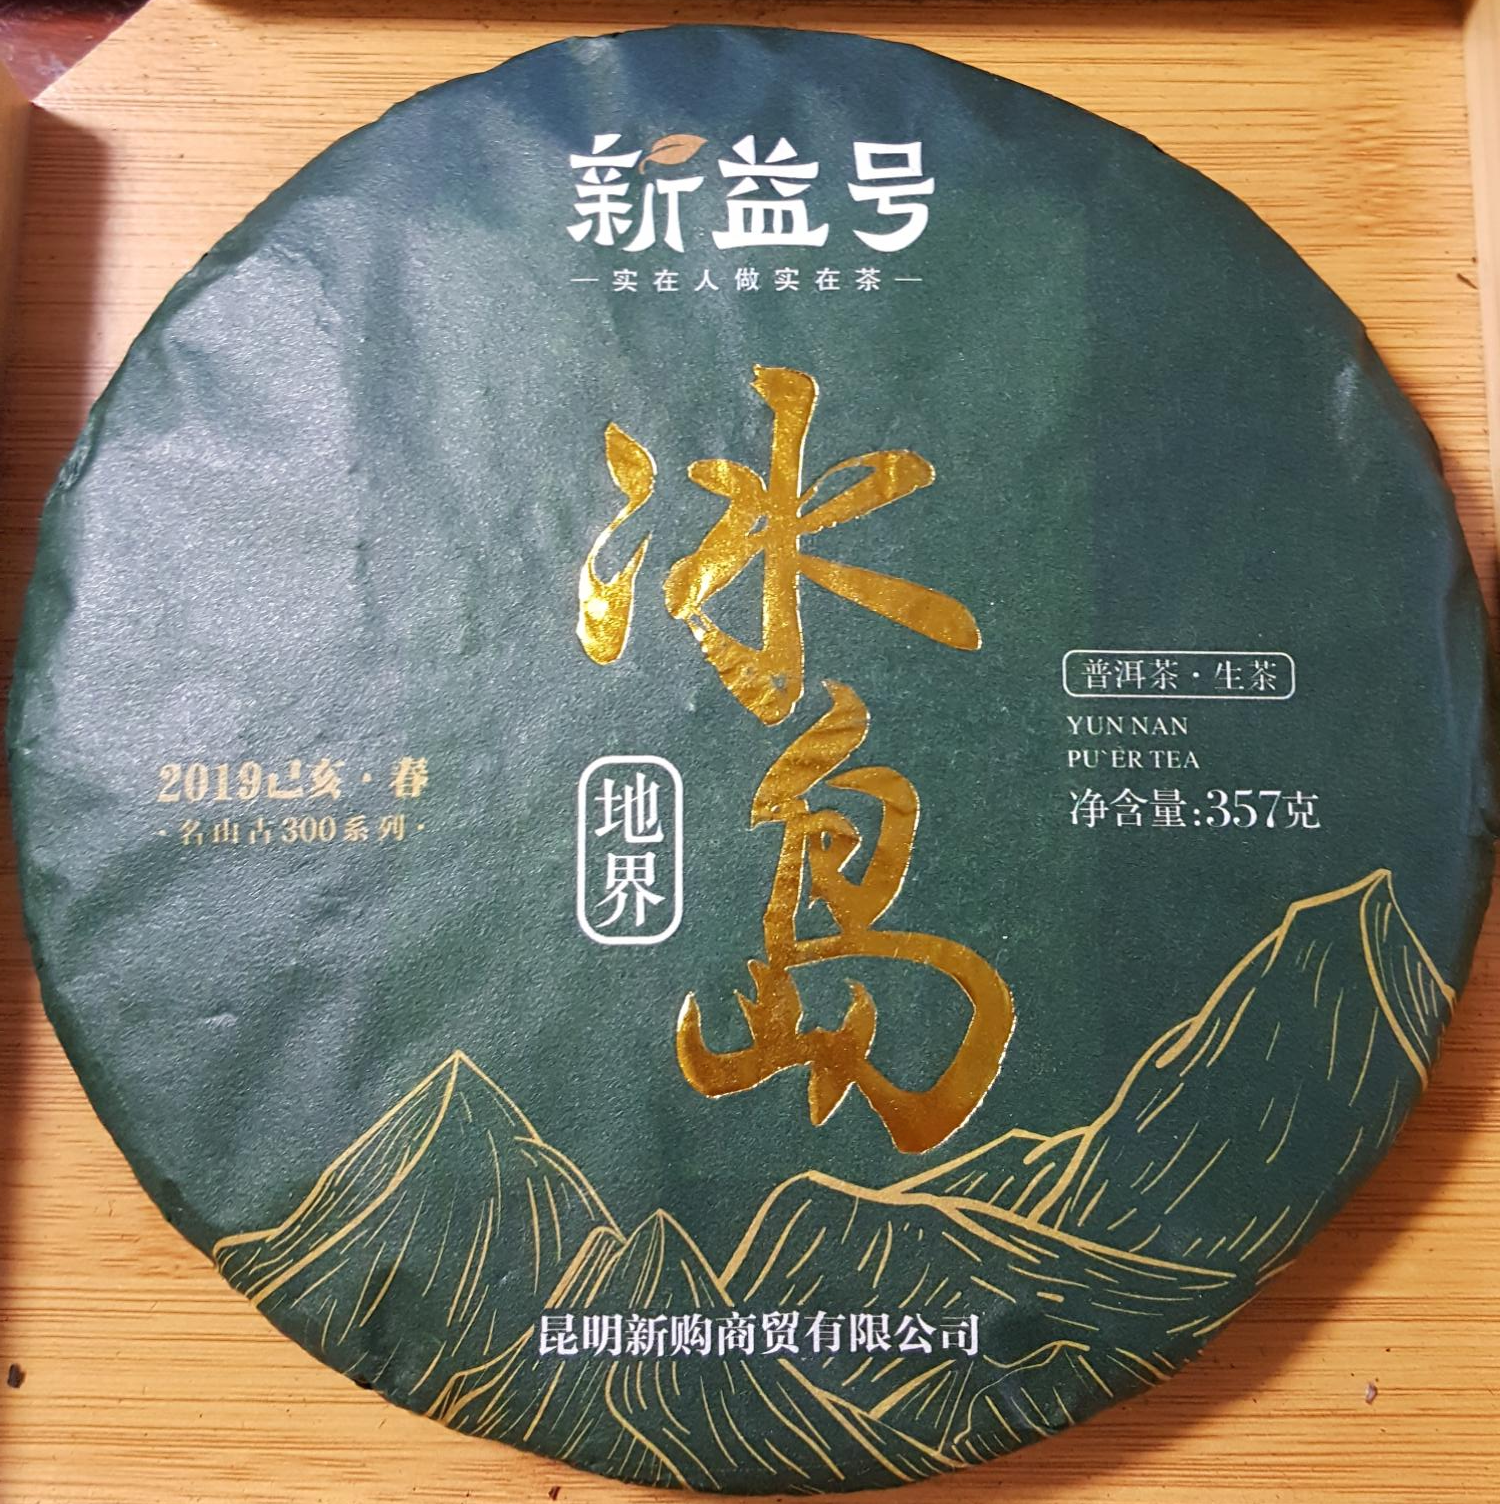 新益号
实在人做实在茶
冰岛
地界
2019己亥·春
·名山古300系列·
普洱茶·生茶
YUN NAN
PU`ER TEA
净含量:357克
昆明新购商贸有限公司